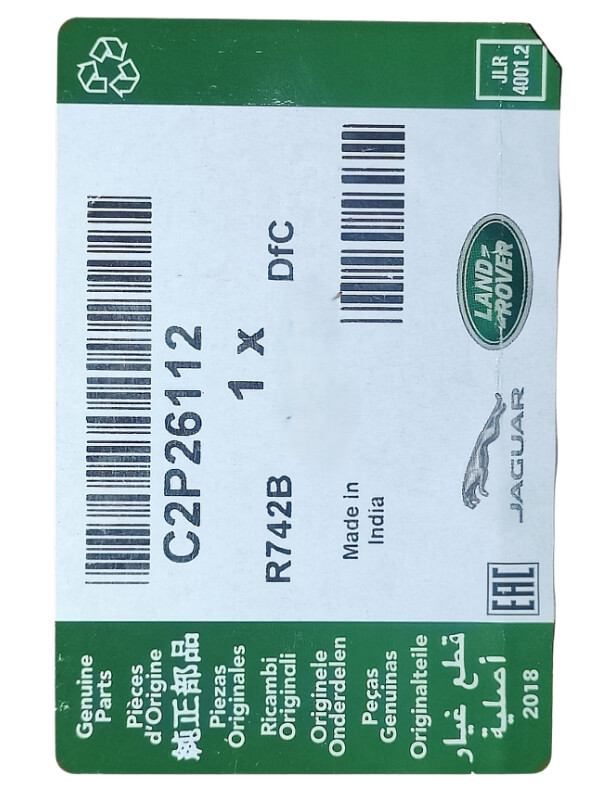 Genuine
Parts
Pièces
d'Origine
純正部品
Piezas
Originales
Ricambi
Originali
Originele
Onderdelen
Peças
Genuinas
Originalteile
قطع غيار
أصلية
2018
C2P26112
1 x
R742B
DfC
Made in
India
EAC
JAGUAR
LAND
ROVER
JLR
4001.2